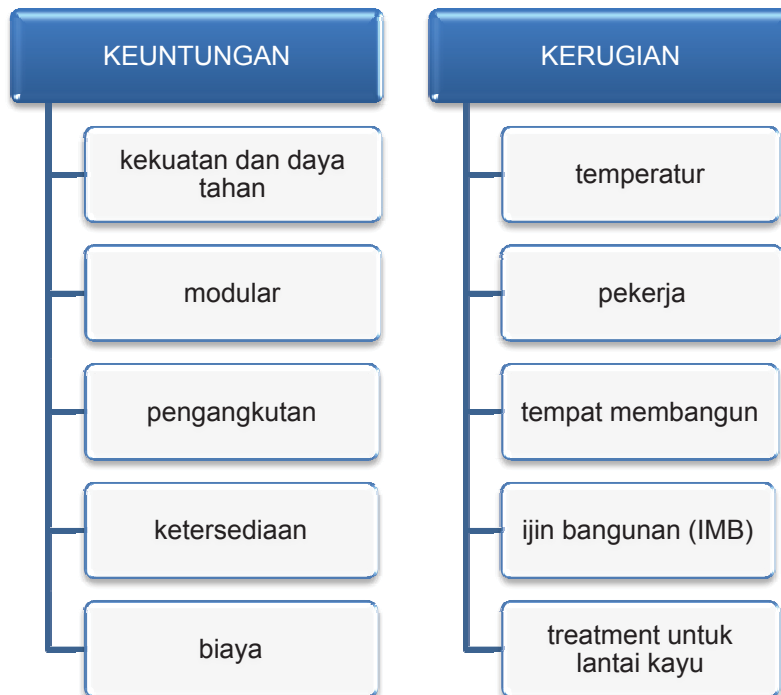 KEUNTUNGAN
kekuatan dan daya
tahan
modular
pengangkutan
ketersediaan
biaya
KERUGIAN
temperatur
pekerja
tempat membangun
ijin bangunan (IMB)
treatment untuk
lantai kayu